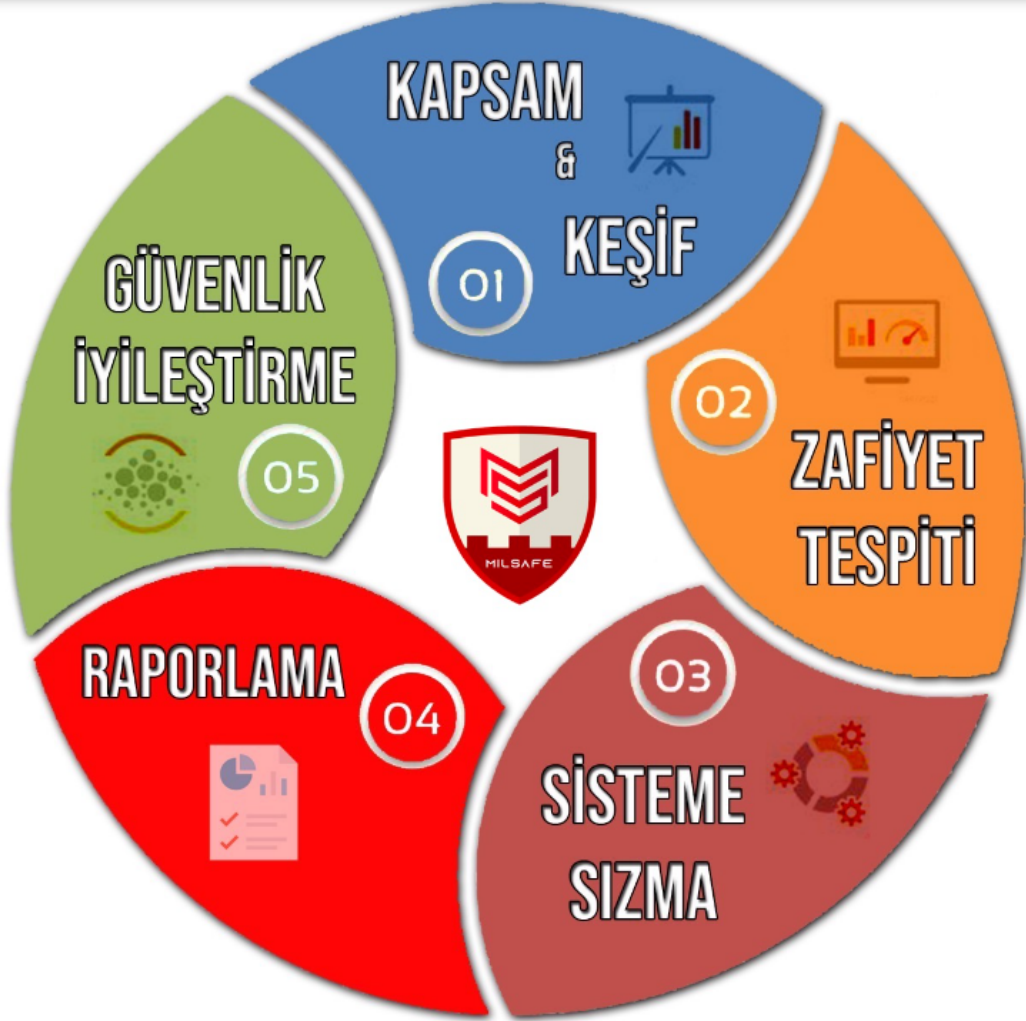 KAPSAM
&
KEŞİF
01
02
ZAFİYET
TESPİTİ
03
SİSTEME
SIZMA
RAPORLAMA
04
GÜVENLİK
İYİLEŞTİRME
05
MILSAFE